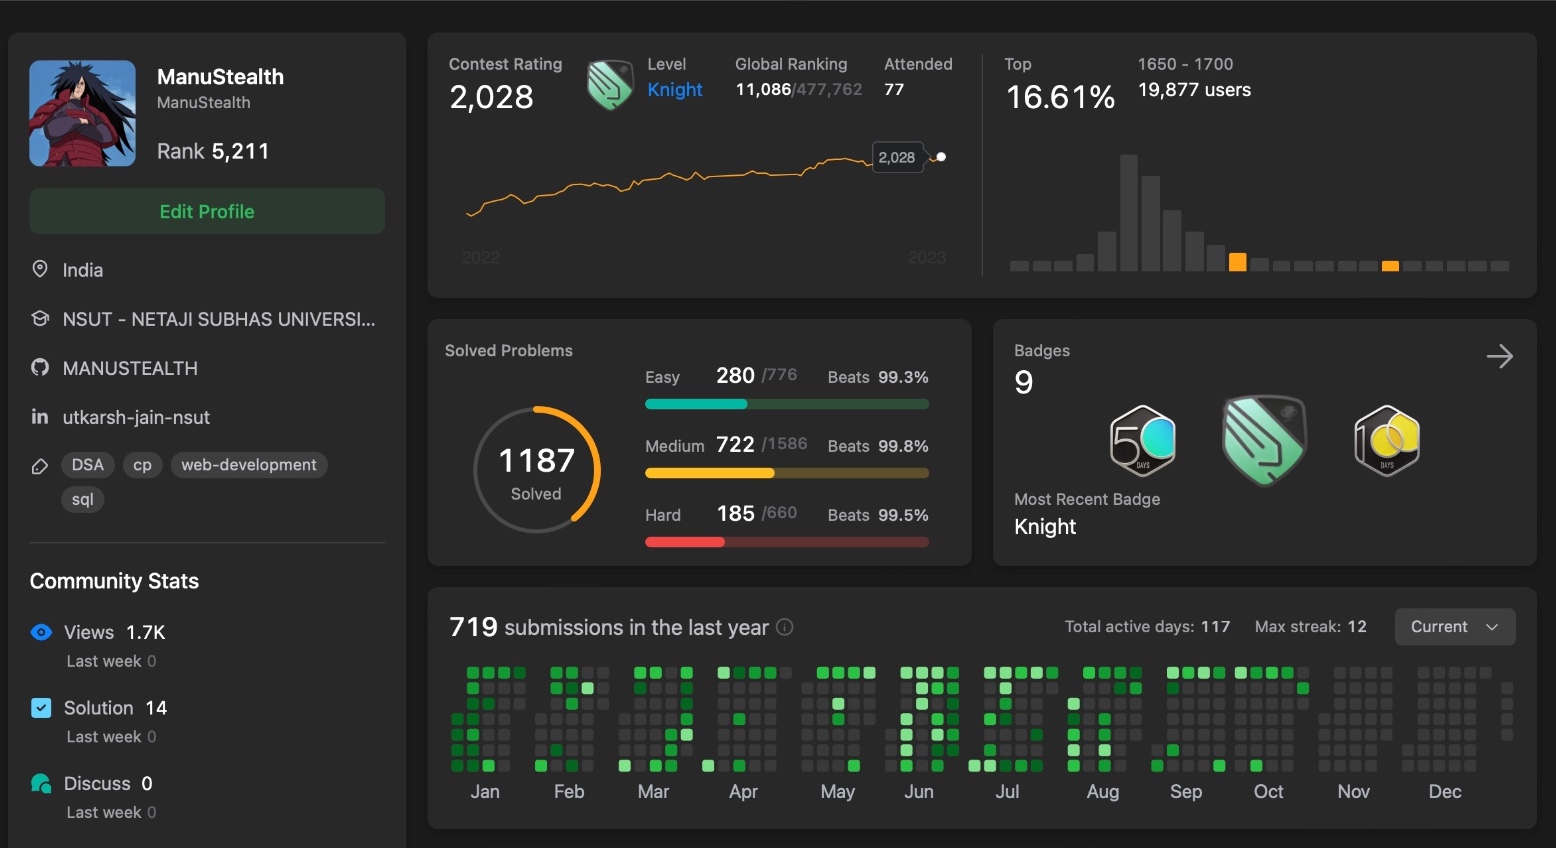 ManuStealth
ManuStealth
Rank 5,211
Edit Profile
India
NSUT - NETAJI SUBHAS UNIVERSI...
MANUSTEALTH
utkarsh-jain-nsut
DSA cp web-development
sql
Community Stats
Views 1.7K
Last week 0
Solution 14
Last week 0
Discuss 0
Last week 0
Contest Rating
2,028
Level
Knight
Global Ranking
11,086/477,762
Attended
77
2,028
2022 2023
Top
16.61%
1650 - 1700
19,877 users
Solved Problems
1187
Solved
Easy 280 /776 Beats 99.3%
Medium 722 /1586 Beats 99.8%
Hard 185 /660 Beats 99.5%
Badges
9
50 DAYS
100 DAYS
Most Recent Badge
Knight
719 submissions in the last year
Total active days: 117 Max streak: 12 Current
Jan Feb Mar Apr May Jun Jul Aug Sep Oct Nov Dec